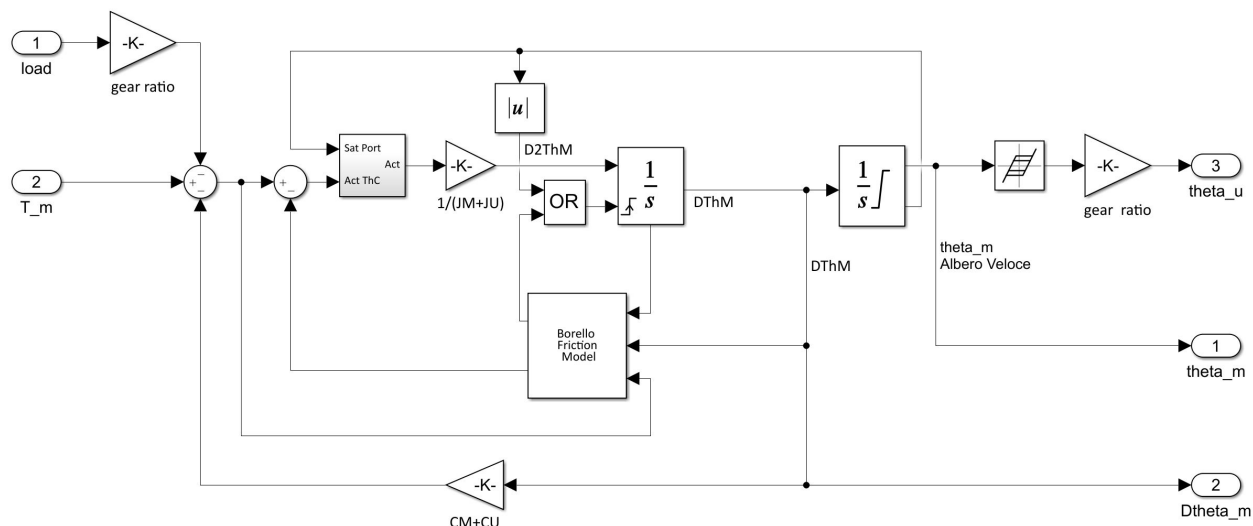 1
load
-K-
gear ratio
2
T_m
Sat Port
Act
Act ThC
-K-
1/(JM+JU)
|u|
D2ThM
OR
1
s
DThM
DThM
1
s
theta_m
Albero Veloce
-K-
gear ratio
3
theta_u
1
theta_m
Borello
Friction
Model
-K-
CM+CU
2
Dtheta_m